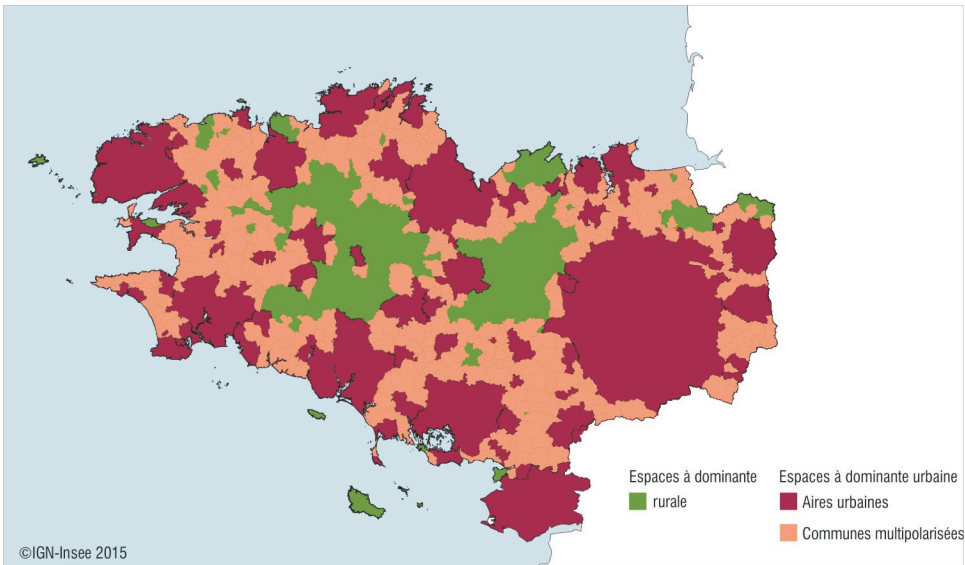 Espaces à dominante
rurale
Espaces à dominante urbaine
Aires urbaines
Communes multipolarisées
©IGN-Insee 2015